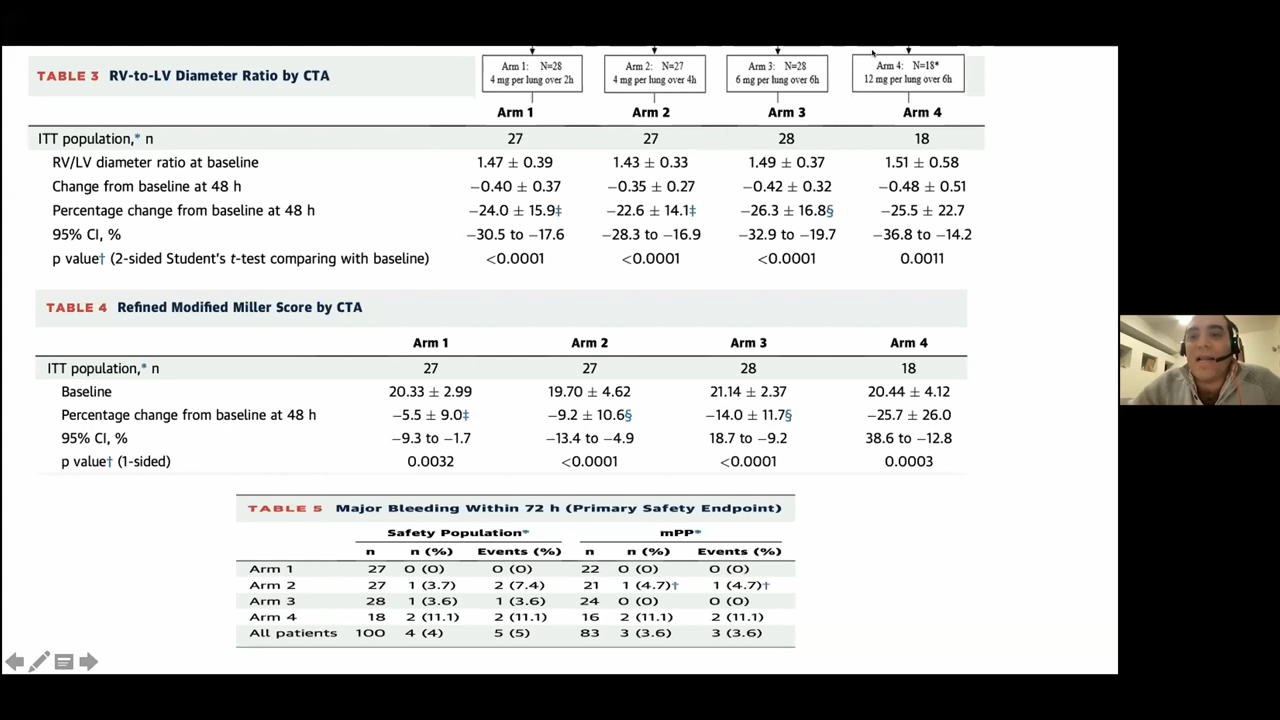 Arm 1: N=28
4 mg per lung over 2h
Arm 2: N=27
4 mg per lung over 4h
Arm 3: N=28
6 mg per lung over 6h
Arm 4: N=18*
12 mg per lung over 6h
TABLE 3 RV-to-LV Diameter Ratio by CTA
Arm 1 Arm 2 Arm 3 Arm 4
ITT population,* n 27 27 28 18
RV/LV diameter ratio at baseline 1.47 ± 0.39 1.43 ± 0.33 1.49 ± 0.37 1.51 ± 0.58
Change from baseline at 48 h −0.40 ± 0.37 −0.35 ± 0.27 −0.42 ± 0.32 −0.48 ± 0.51
Percentage change from baseline at 48 h −24.0 ± 15.9‡ −22.6 ± 14.1‡ −26.3 ± 16.8§ −25.5 ± 22.7
95% CI, % −30.5 to −17.6 −28.3 to −16.9 −32.9 to −19.7 −36.8 to −14.2
p value† (2-sided Student's t-test comparing with baseline) <0.0001 <0.0001 <0.0001 0.0011
TABLE 4 Refined Modified Miller Score by CTA
Arm 1 Arm 2 Arm 3 Arm 4
ITT population,* n 27 27 28 18
Baseline 20.33 ± 2.99 19.70 ± 4.62 21.14 ± 2.37 20.44 ± 4.12
Percentage change from baseline at 48 h −5.5 ± 9.0‡ −9.2 ± 10.6§ −14.0 ± 11.7§ −25.7 ± 26.0
95% CI, % −9.3 to −1.7 −13.4 to −4.9 18.7 to −9.2 38.6 to −12.8
p value† (1-sided) 0.0032 <0.0001 <0.0001 0.0003
TABLE 5 Major Bleeding Within 72 h (Primary Safety Endpoint)
Safety Population* mPP*
n n (%) Events (%) n n (%) Events (%)
Arm 1 27 0 (0) 0 (0) 22 0 (0) 0 (0)
Arm 2 27 1 (3.7) 2 (7.4) 21 1 (4.7)† 1 (4.7)†
Arm 3 28 1 (3.6) 1 (3.6) 24 0 (0) 0 (0)
Arm 4 18 2 (11.1) 2 (11.1) 16 2 (11.1) 2 (11.1)
All patients 100 4 (4) 5 (5) 83 3 (3.6) 3 (3.6)